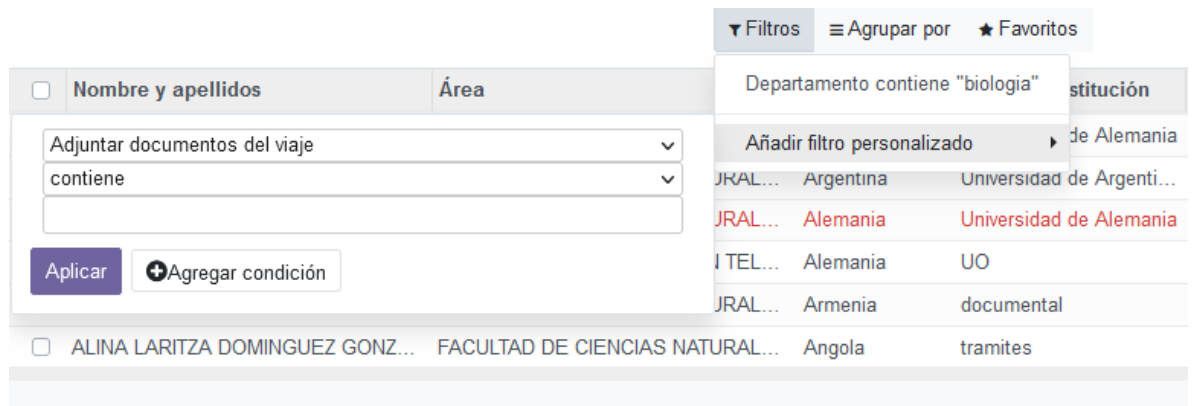 Filtros Agrupar por Favoritos
Departamento contiene "biologia"
Nombre y apellidos Área stitución
Adjuntar documentos del viaje Añadir filtro personalizado de Alemania
contiene URAL... Argentina Universidad de Argenti...
URAL... Alemania Universidad de Alemania
Aplicar Agregar condición TEL... Alemania UO
URAL... Armenia documental
ALINA LARITZA DOMINGUEZ GONZ... FACULTAD DE CIENCIAS NATURAL... Angola tramites